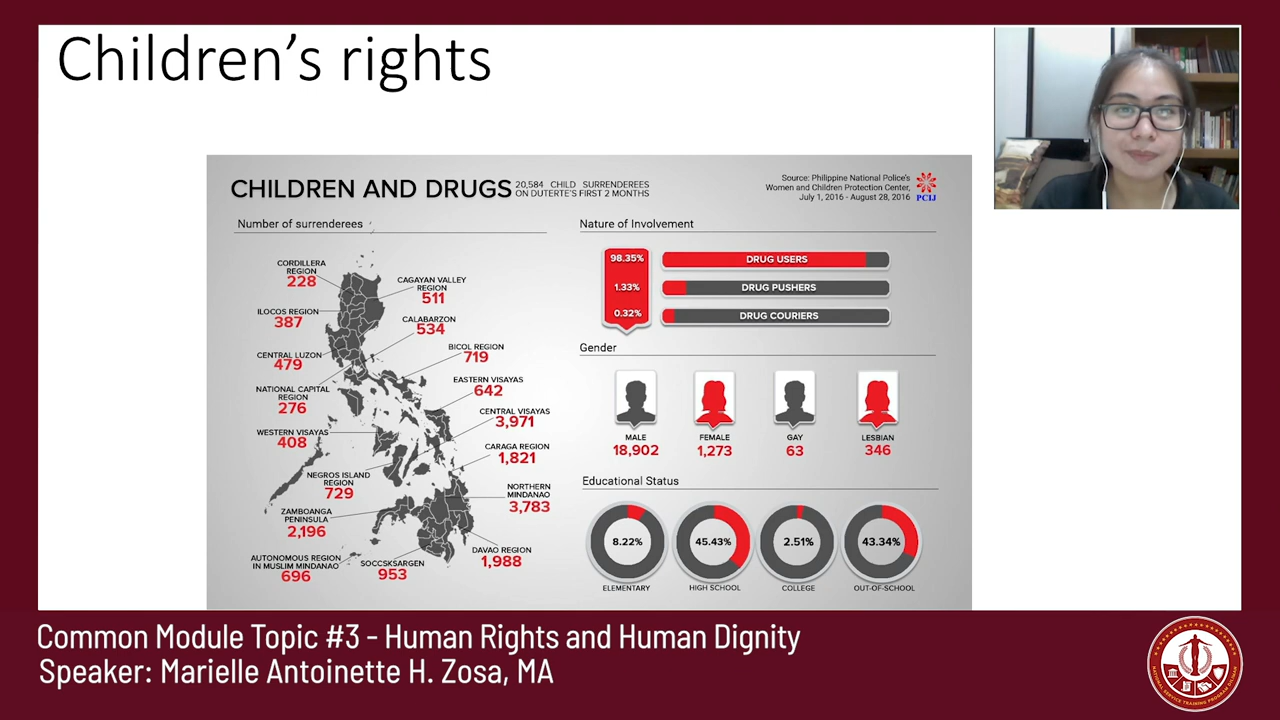 Children's rights
CHILDREN AND DRUGS
20,584 CHILD SURRENDEREES
ON DUTERTE'S FIRST 2 MONTHS
Source: Philippine National Police's
Women and Children Protection Center,
July 1, 2016 - August 28, 2016
PCIJ
Number of surrenderees
CORDILLERA
REGION
228
CAGAYAN VALLEY
REGION
511
ILOCOS REGION
387
CALABARZON
534
CENTRAL LUZON
479
BICOL REGION
719
NATIONAL CAPITAL
REGION
276
EASTERN VISAYAS
642
CENTRAL VISAYAS
3,971
WESTERN VISAYAS
408
CARAGA REGION
1,821
NEGROS ISLAND
REGION
729
NORTHERN
MINDANAO
3,783
ZAMBOANGA
PENINSULA
2,196
DAVAO REGION
1,988
AUTONOMOUS REGION
IN MUSLIM MINDANAO
696
SOCCSKSARGEN
953
Nature of Involvement
98.35% DRUG USERS
1.33% DRUG PUSHERS
0.32% DRUG COURIERS
Gender
MALE FEMALE GAY LESBIAN
18,902 1,273 63 346
Educational Status
8.22% 45.43% 2.51% 43.34%
ELEMENTARY HIGH SCHOOL COLLEGE OUT-OF-SCHOOL
Common Module Topic #3 - Human Rights and Human Dignity
Speaker: Marielle Antoinette H. Zosa, MA
NATIONAL SERVICE TRAINING PROGRAM DILIMAN